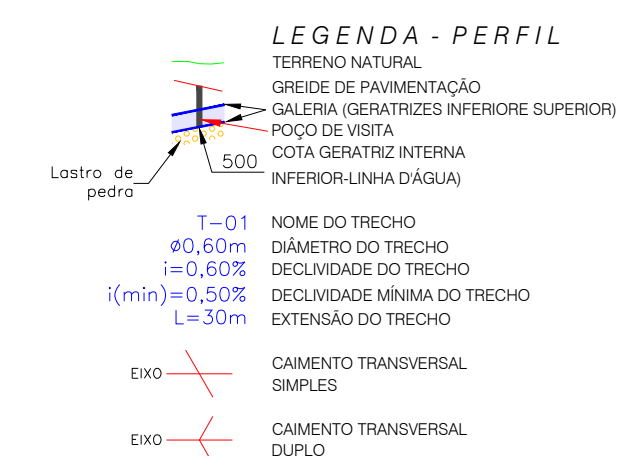 LEGENDA - PERFIL
TERRENO NATURAL
GREIDE DE PAVIMENTAÇÃO
GALERIA (GERATRIZES INFERIORE SUPERIOR)
POÇO DE VISITA
500 COTA GERATRIZ INTERNA
INFERIOR-LINHA D'ÁGUA)
Lastro de
pedra
T-01 NOME DO TRECHO
ø0,60m DIÂMETRO DO TRECHO
i=0,60% DECLIVIDADE DO TRECHO
i(min)=0,50% DECLIVIDADE MÍNIMA DO TRECHO
L=30m EXTENSÃO DO TRECHO
EIXO CAIMENTO TRANSVERSAL
SIMPLES
EIXO CAIMENTO TRANSVERSAL
DUPLO